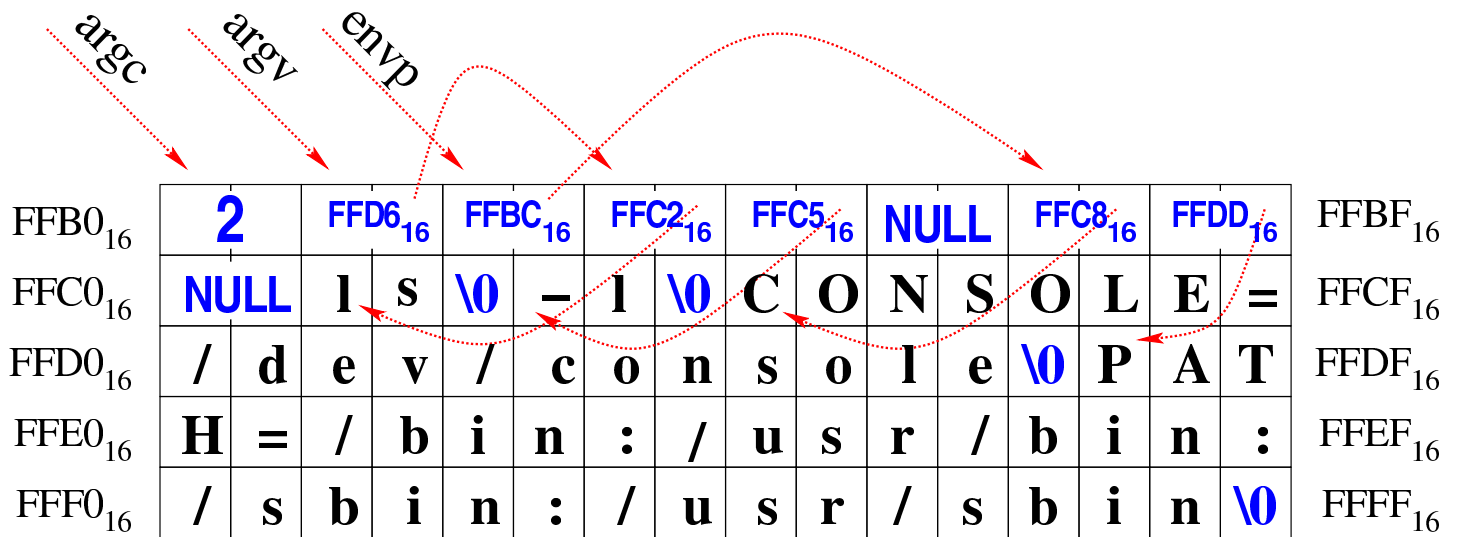 argc argv envp
FFB0₁₆ 2 FFD6₁₆ FFBC₁₆ FFC2₁₆ FFC5₁₆ NULL FFC8₁₆ FFDD₁₆ FFBF₁₆
FFC0₁₆ NULL l s \0 – l \0 C O N S O L E = FFCF₁₆
FFD0₁₆ / d e v / c o n s o l e \0 P A T FFDF₁₆
FFE0₁₆ H = / b i n : / u s r / b i n : FFEF₁₆
FFF0₁₆ / s b i n : / u s r / s b i n \0 FFFF₁₆